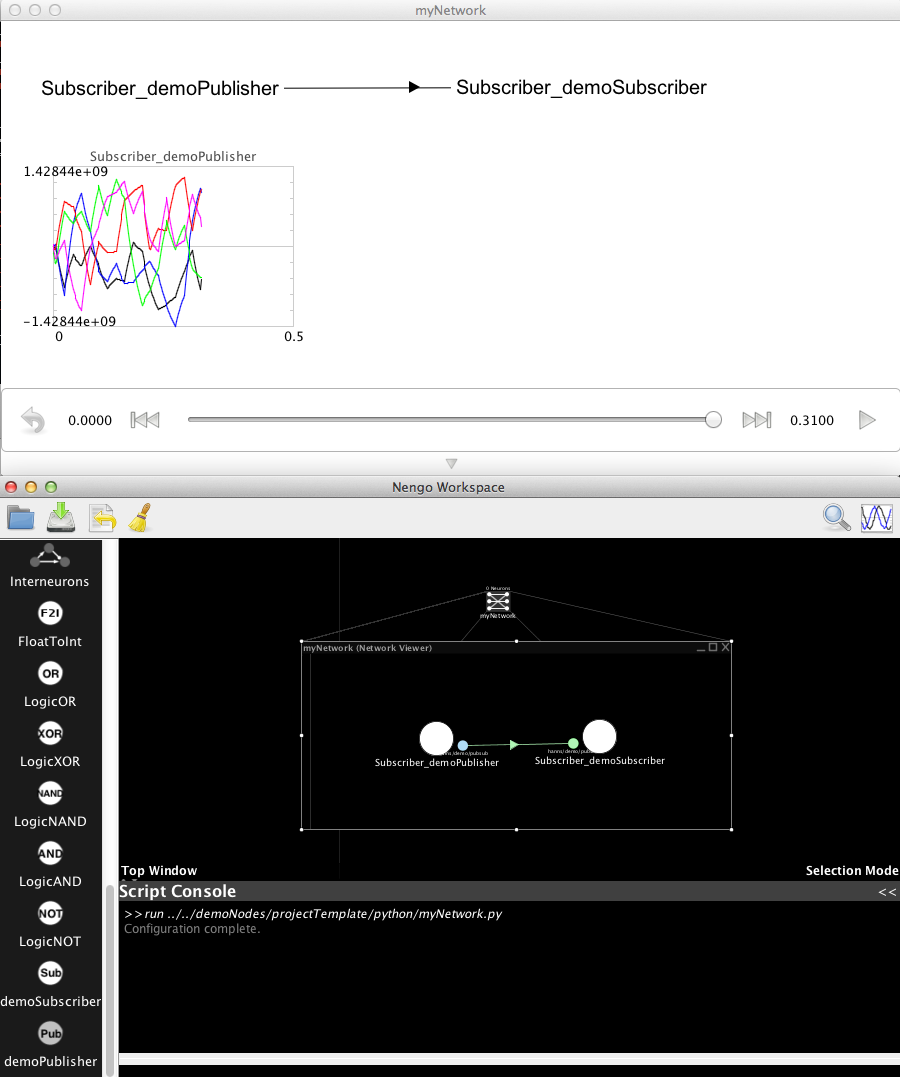 myNetwork
Subscriber_demoPublisher
Subscriber_demoSubscriber
Subscriber_demoPublisher
1.42844e+09
-1.42844e+09
0
0.5
0.0000
0.3100
Nengo Workspace
Interneurons
F2I
FloatToInt
OR
LogicOR
XOR
LogicXOR
NAND
LogicNAND
AND
LogicAND
NOT
LogicNOT
Sub
demoSubscriber
Pub
demoPublisher
0 Neurons
myNetwork
myNetwork (Network Viewer)
Subscriber_demoPublisher
hanns/demo/pubs
Subscriber_demoSubscriber
Top Window
Selection Mode
Script Console
<<
>>run ../../demoNodes/projectTemplate/python/myNetwork.py
Configuration complete.